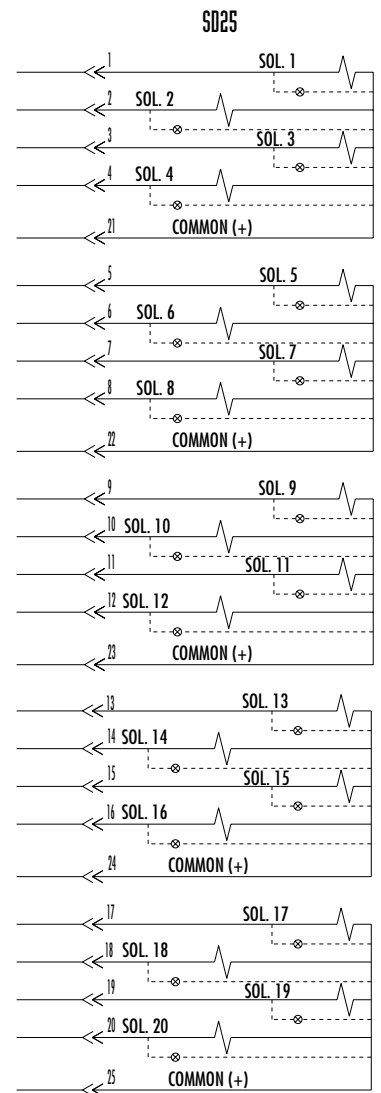 SD25
1 SOL. 1
2 SOL. 2
3 SOL. 3
4 SOL. 4
21 COMMON (+)
5 SOL. 5
6 SOL. 6
7 SOL. 7
8 SOL. 8
22 COMMON (+)
9 SOL. 9
10 SOL. 10
11 SOL. 11
12 SOL. 12
23 COMMON (+)
13 SOL. 13
14 SOL. 14
15 SOL. 15
16 SOL. 16
24 COMMON (+)
17 SOL. 17
18 SOL. 18
19 SOL. 19
20 SOL. 20
25 COMMON (+)